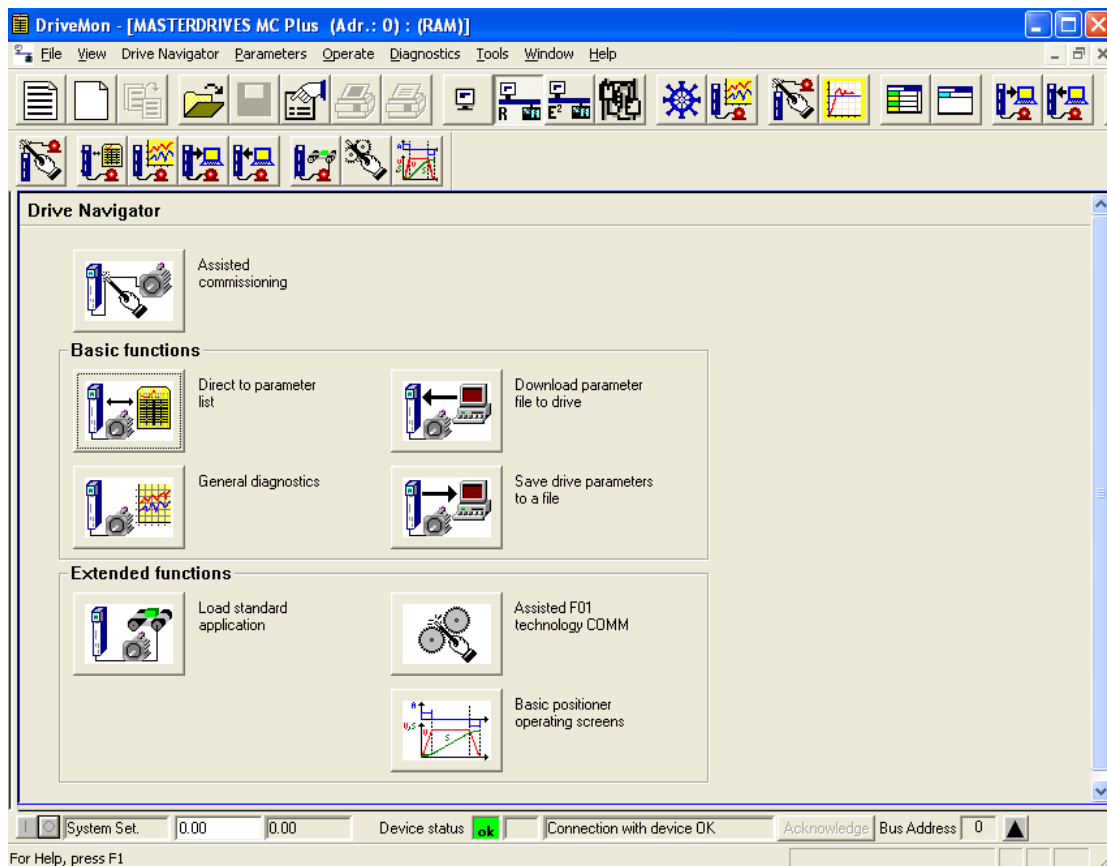 DriveMon - [MASTERDRIVES MC Plus (Adr.: 0) : (RAM)]
File View Drive Navigator Parameters Operate Diagnostics Tools Window Help
R E²
Drive Navigator
Assisted
commissioning
Basic functions
Direct to parameter
list
Download parameter
file to drive
General diagnostics
Save drive parameters
to a file
Extended functions
Load standard
application
Assisted F01
technology COMM
A
V,S V S
Basic positioner
operating screens
System Set. 0.00 0.00 Device status ok Connection with device OK Acknowledge Bus Address 0
For Help, press F1